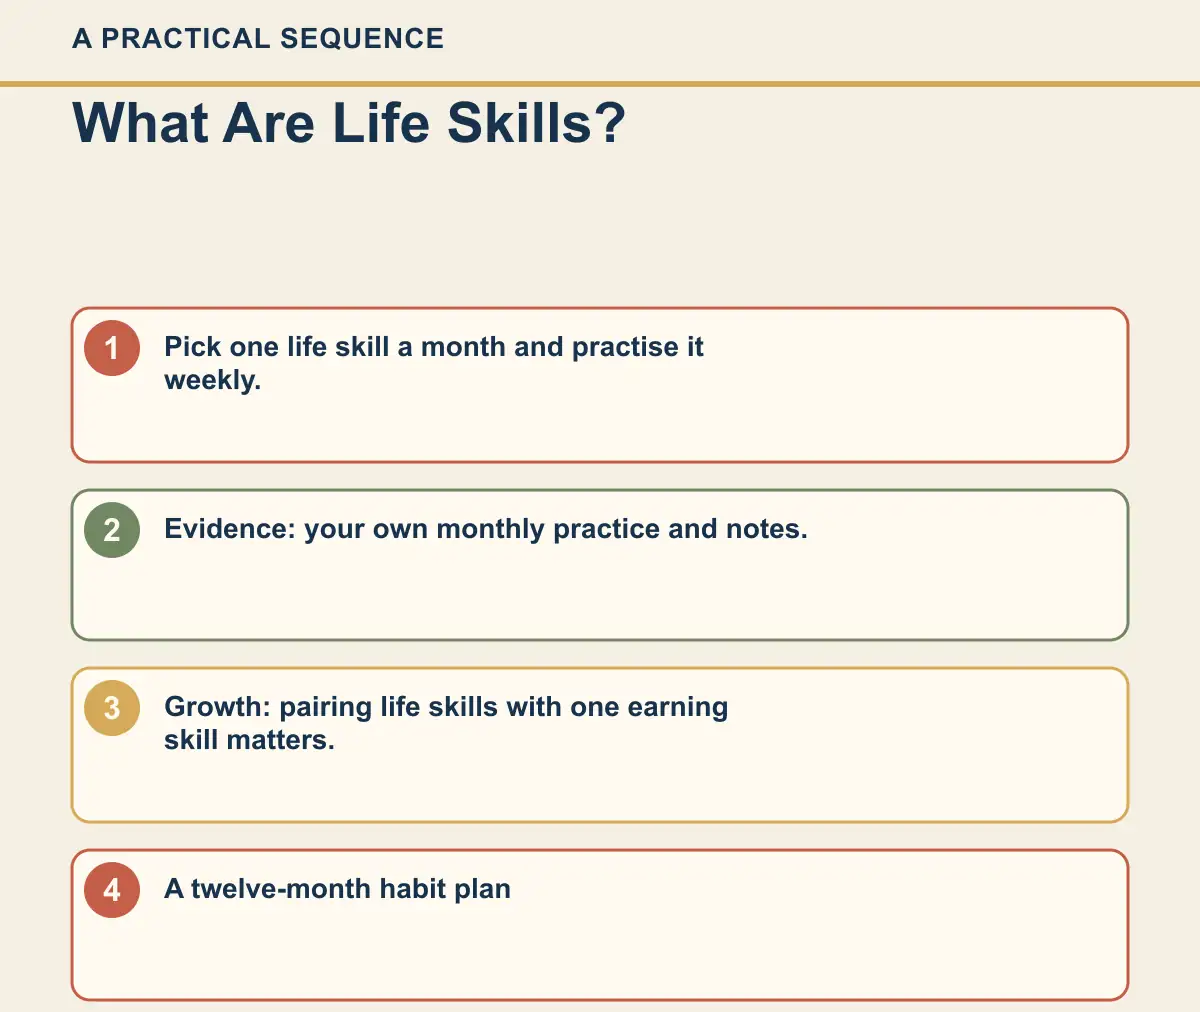 A PRACTICAL SEQUENCE
What Are Life Skills?
1
Pick one life skill a month and practise it
weekly.
2
Evidence: your own monthly practice and notes.
3
Growth: pairing life skills with one earning
skill matters.
4
A twelve-month habit plan